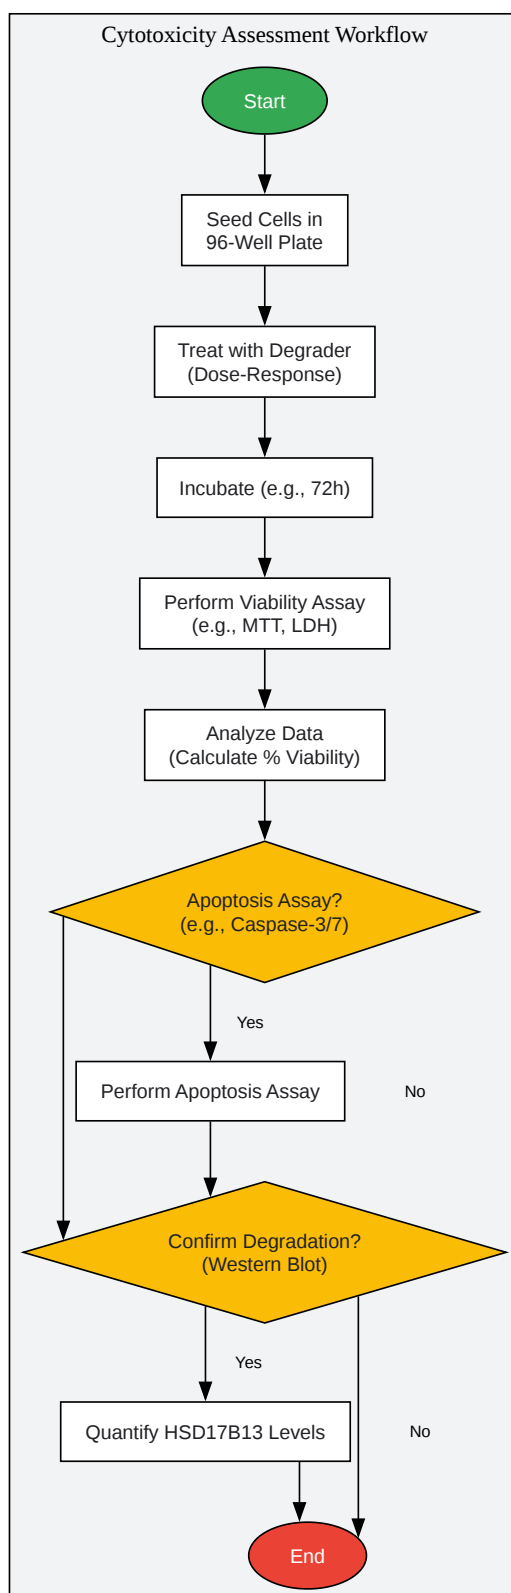 Cytotoxicity Assessment Workflow
Start
Seed Cells in
96-Well Plate
Treat with Degrader
(Dose-Response)
Incubate (e.g., 72h)
Perform Viability Assay
(e.g., MTT, LDH)
Analyze Data
(Calculate % Viability)
Apoptosis Assay?
(e.g., Caspase-3/7)
Yes
Perform Apoptosis Assay
No
Confirm Degradation?
(Western Blot)
Yes
Quantify HSD17B13 Levels
No
End